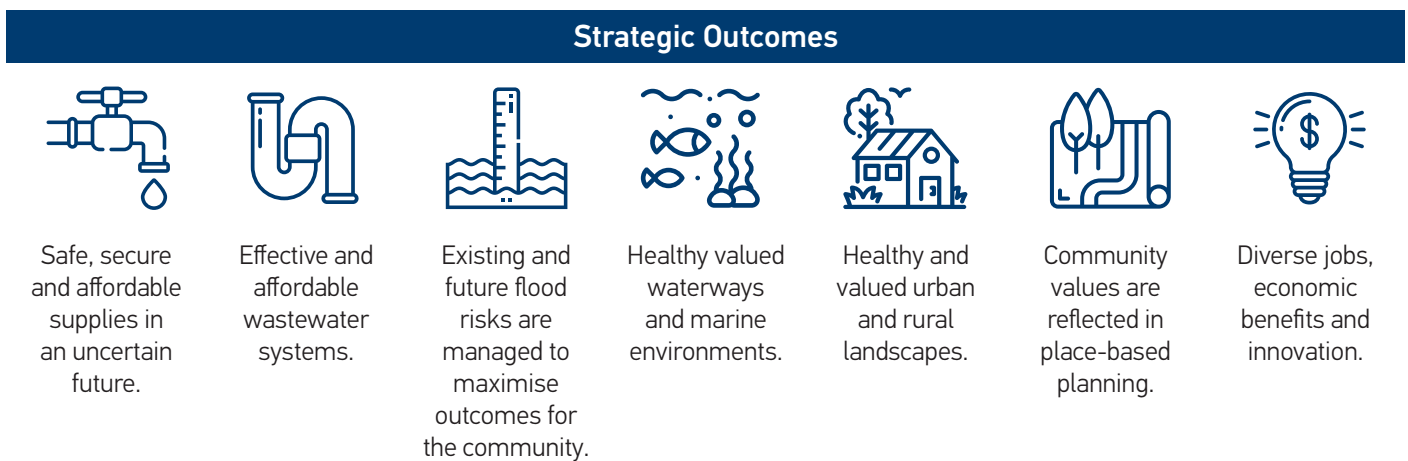 Strategic Outcomes
Safe, secure
and affordable
supplies in
an uncertain
future.
Effective and
affordable
wastewater
systems.
Existing and
future flood
risks are
managed to
maximise
outcomes for
the community.
Healthy valued
waterways
and marine
environments.
Healthy and
valued urban
and rural
landscapes.
Community
values are
reflected in
place-based
planning.
$
Diverse jobs,
economic
benefits and
innovation.